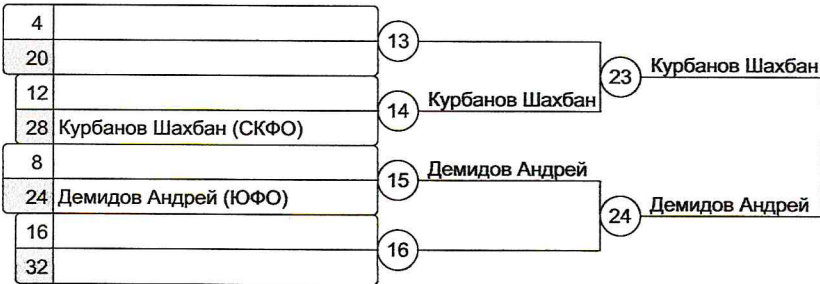 4
13
20
23 Курбанов Шахбан
12
14 Курбанов Шахбан
28 Курбанов Шахбан (СКФО)
8
15 Демидов Андрей
24 Демидов Андрей (ЮФО)
24 Демидов Андрей
16
16
32